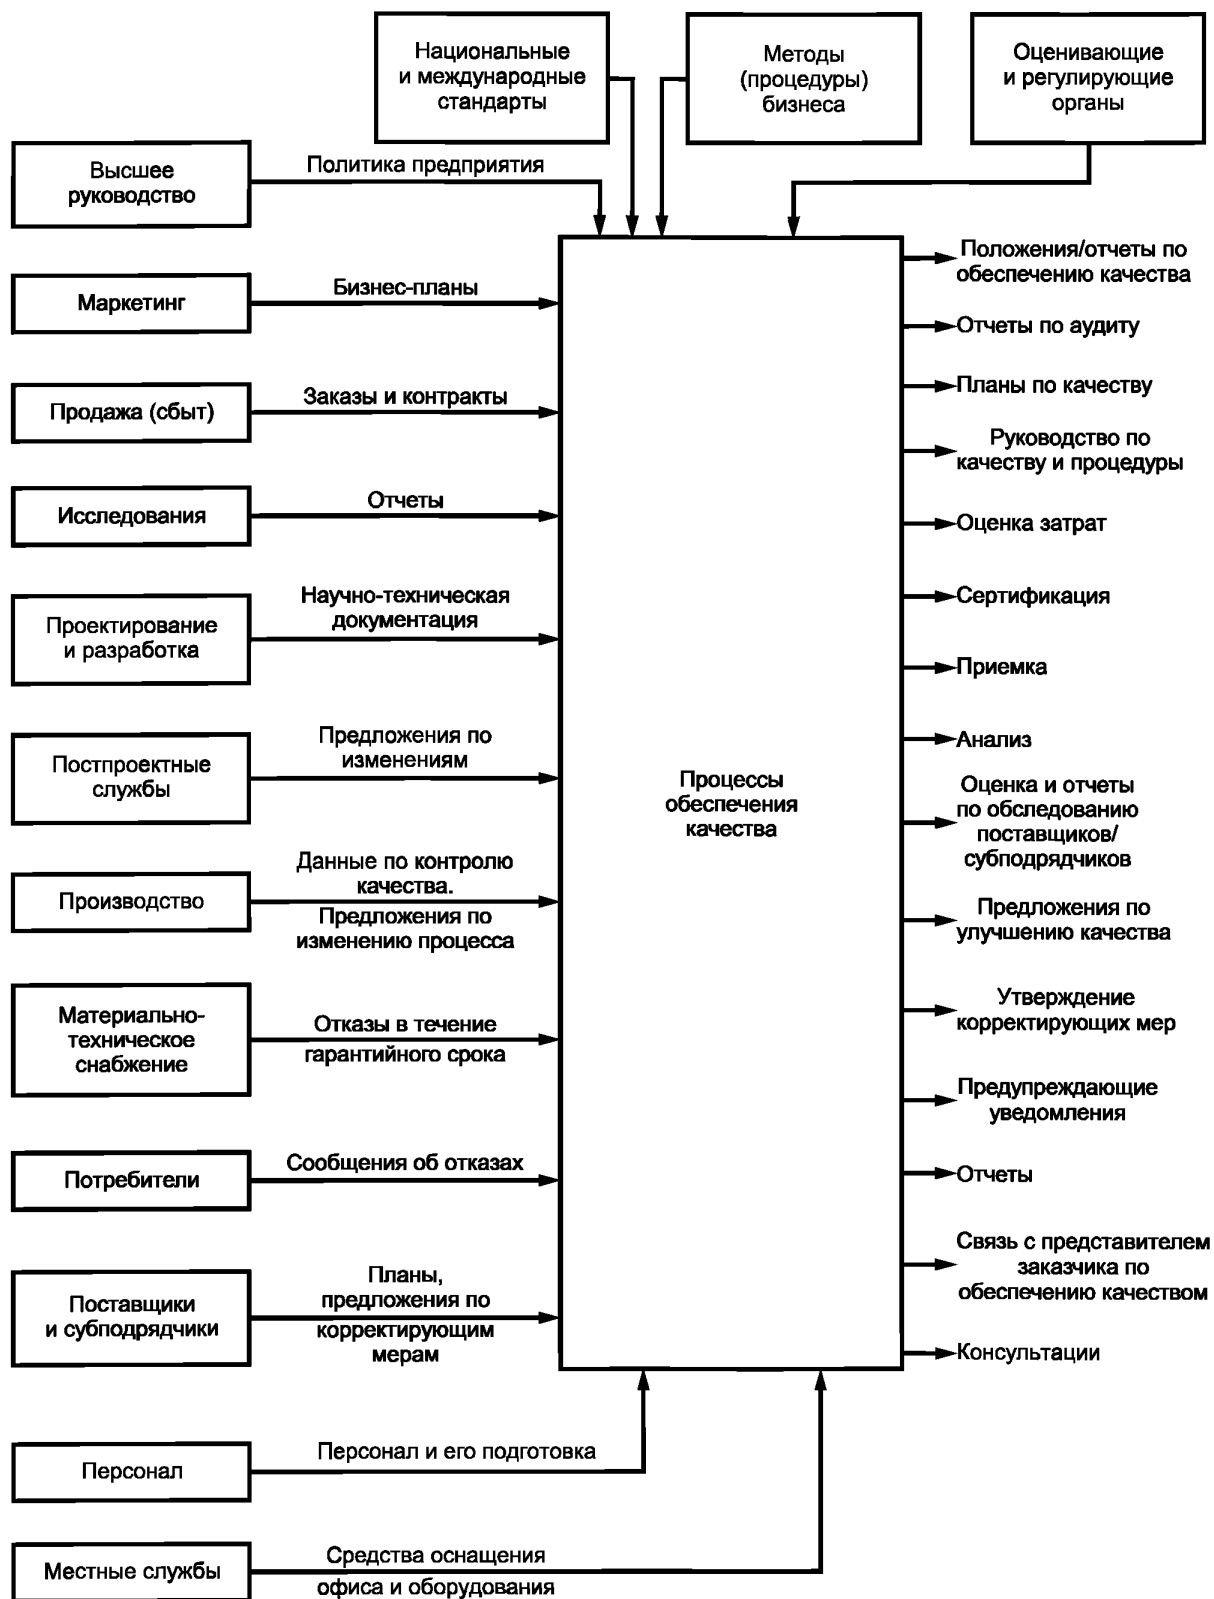 Национальные
и международные
стандарты
Методы
(процедуры)
бизнеса
Оценивающие
и регулирующие
органы
Высшее
руководство
Политика предприятия
Маркетинг
Бизнес-планы
Продажа (сбыт)
Заказы и контракты
Исследования
Отчеты
Проектирование
и разработка
Научно-техническая
документация
Постпроектные
службы
Предложения по
изменениям
Производство
Данные по контролю
качества.
Предложения по
изменению процесса
Материально-
техническое
снабжение
Отказы в течение
гарантийного срока
Потребители
Сообщения об отказах
Поставщики
и субподрядчики
Планы,
предложения по
корректирующим
мерам
Персонал
Персонал и его подготовка
Местные службы
Средства оснащения
офиса и оборудования
Процессы
обеспечения
качества
Положения/отчеты по
обеспечению качества
Отчеты по аудиту
Планы по качеству
Руководство по
качеству и процедуры
Оценка затрат
Сертификация
Приемка
Анализ
Оценка и отчеты
по обследованию
поставщиков/
субподрядчиков
Предложения по
улучшению качества
Утверждение
корректирующих мер
Предупреждающие
уведомления
Отчеты
Связь с представителем
заказчика по
обеспечению качеством
Консультации